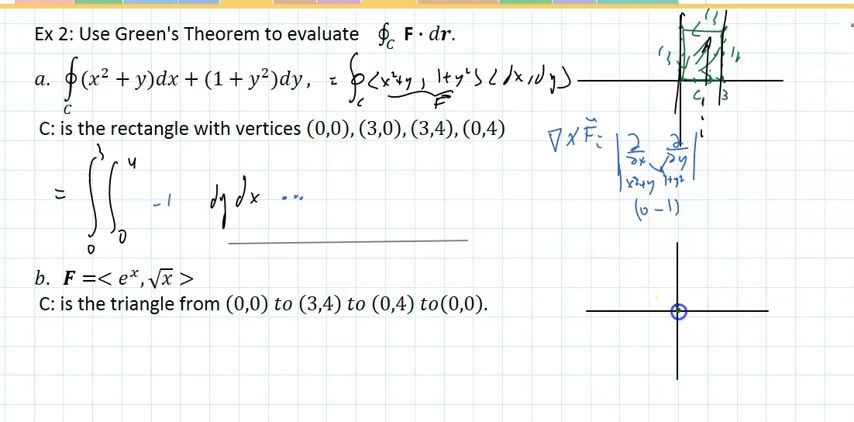 Ex 2: Use Green's Theorem to evaluate ∮_C F · dr.
a. ∮_C (x² + y)dx + (1 + y²)dy, = ∮_C <x²+y, 1+y²> <dx, dy>
F
C: is the rectangle with vertices (0,0), (3,0), (3,4), (0,4)
∇ × F = | ∂/∂x ∂/∂y |
| x²+y 1+y² |
(0 − 1)
= ∫₀³ ∫₀⁴ −1 dy dx ...
b. F =< eˣ, √x >
C: is the triangle from (0,0) to (3,4) to (0,4) to(0,0).